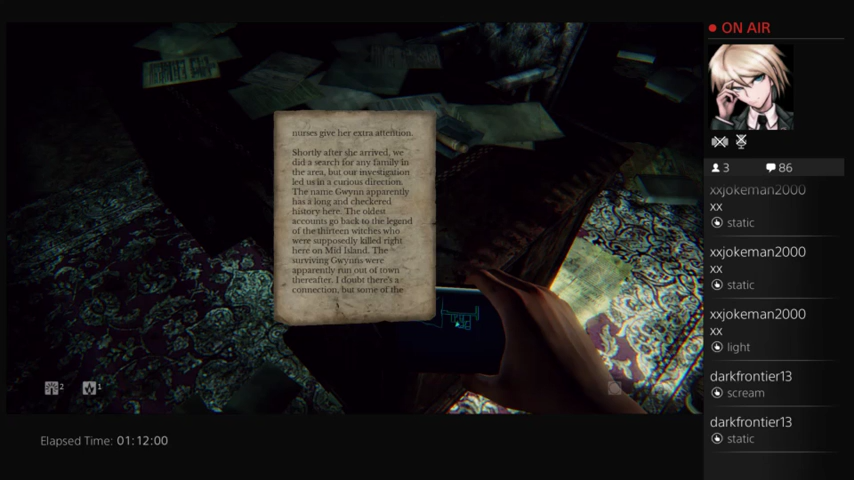 ON AIR
3 86
xxjokeman2000
xx
static
xxjokeman2000
xx
static
xxjokeman2000
xx
light
darkfrontier13
scream
darkfrontier13
static
nurses give her extra attention.
Shortly after she arrived, we
did a search for any family in
the area, but our investigation
led us in a curious direction.
The name Gwynn apparently
has a long and checkered
history here. The oldest
accounts go back to the legend
of the thirteen witches who
were supposedly killed right
here on Mid Island. The
surviving Gwynns were
apparently run out of town
thereafter. I doubt there's a
connection, but some of the
2 1
Elapsed Time: 01:12:00